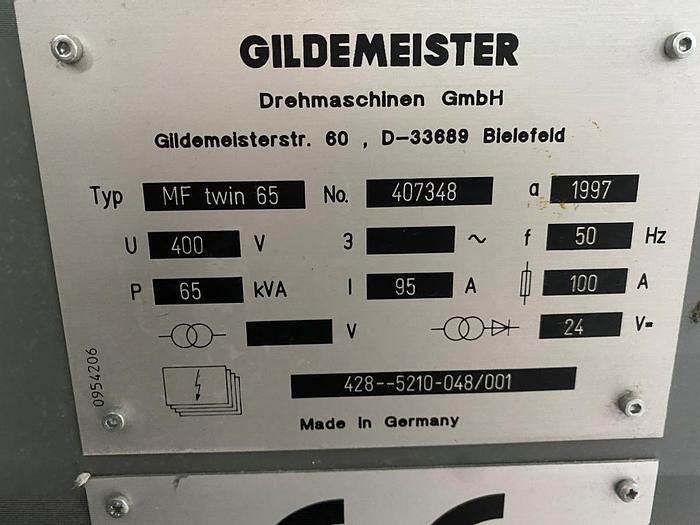 GILDEMEISTER
Drehmaschinen GmbH
Gildemeisterstr. 60 , D-33689 Bielefeld
Typ MF twin 65 No. 407348 a 1997
U 400 V 3 ~ f 50 Hz
P 65 kVA I 95 A 100 A
V 24 V=
428--5210-048/001
0954206
Made in Germany
CE